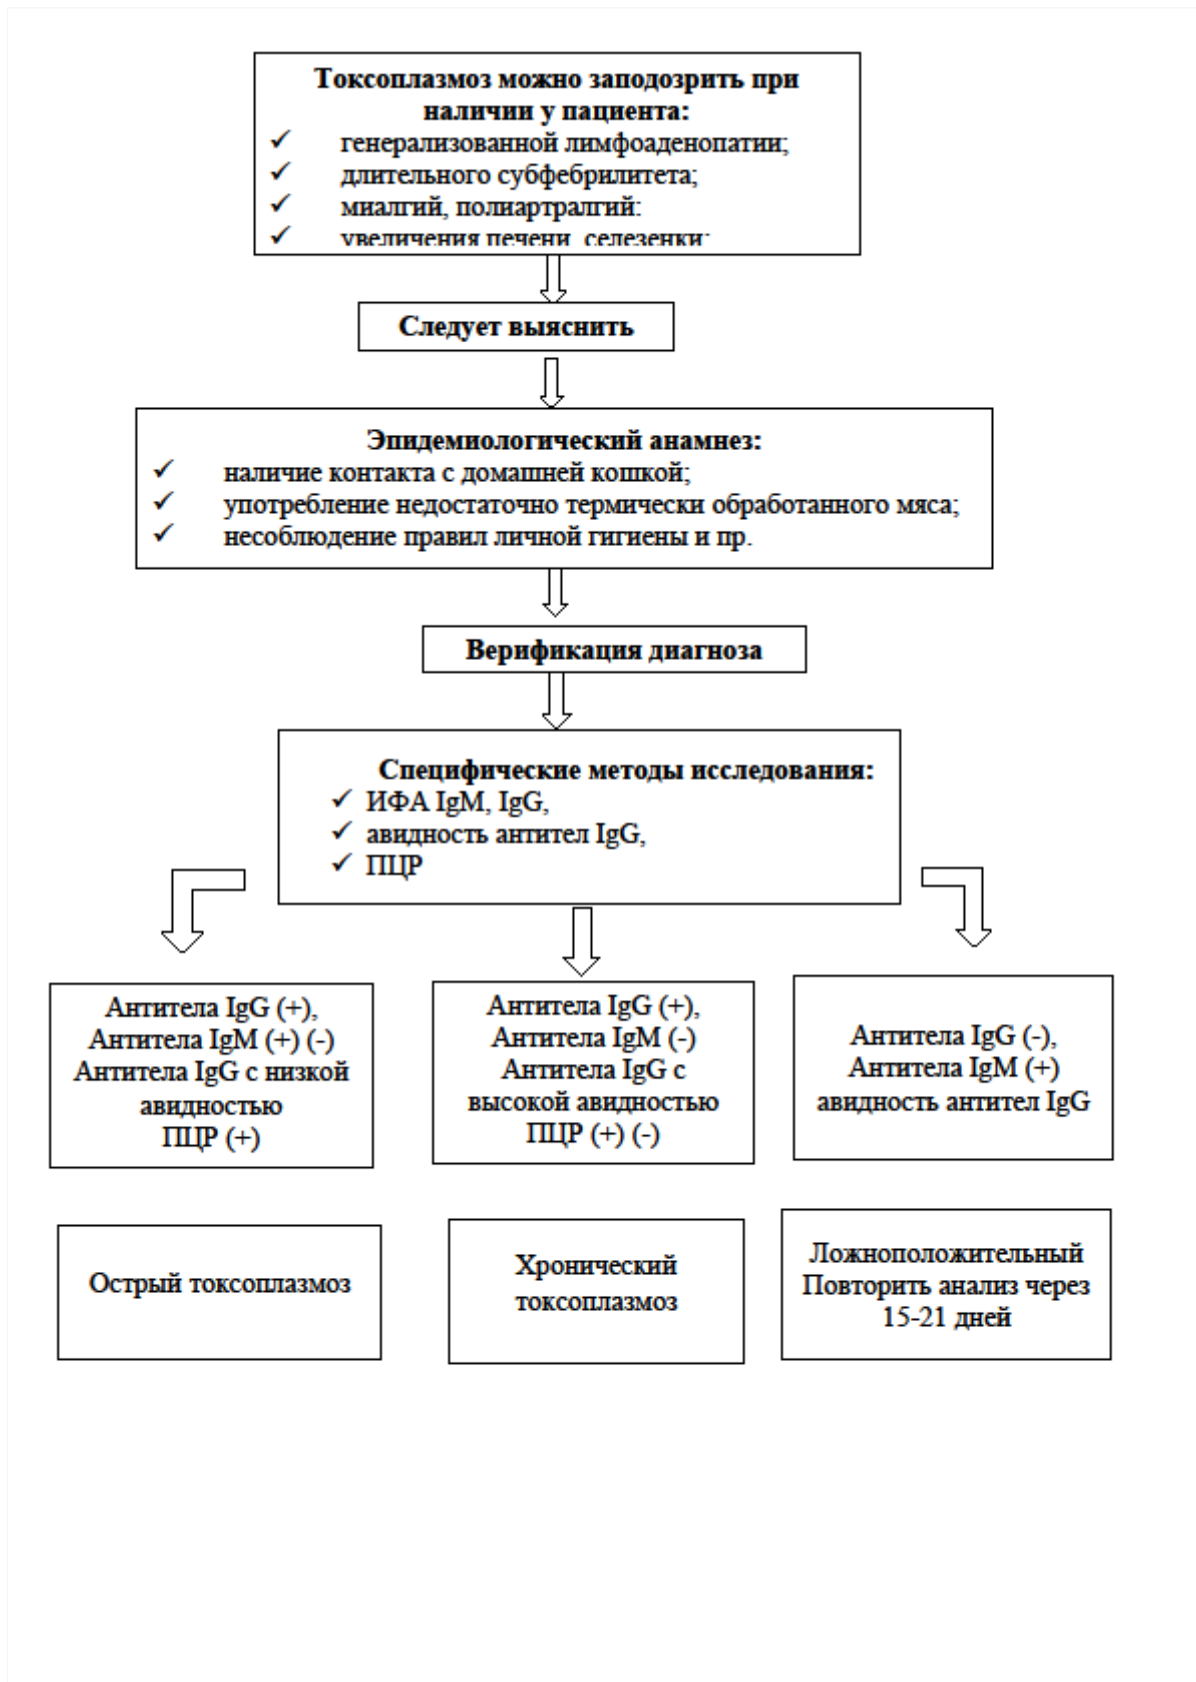 Токсоплазмоз можно заподозрить при
наличии у пациента:
✓ генерализованной лимфоаденопатии;
✓ длительного субфебрилитета;
✓ миалгий, полиартралгий:
✓ увеличения печени, селезенки;
Следует выяснить
Эпидемиологический анамнез:
✓ наличие контакта с домашней кошкой;
✓ употребление недостаточно термически обработанного мяса;
✓ несоблюдение правил личной гигиены и пр.
Верификация диагноза
Специфические методы исследования:
✓ ИФА IgM, IgG,
✓ авидность антител IgG,
✓ ПЦР
Антитела IgG (+),
Антитела IgM (+) (-)
Антитела IgG с низкой
авидностью
ПЦР (+)
Антитела IgG (+),
Антитела IgM (-)
Антитела IgG с
высокой авидностью
ПЦР (+) (-)
Антитела IgG (-),
Антитела IgM (+)
авидность антител IgG
Острый токсоплазмоз
Хронический
токсоплазмоз
Ложноположительный
Повторить анализ через
15-21 дней